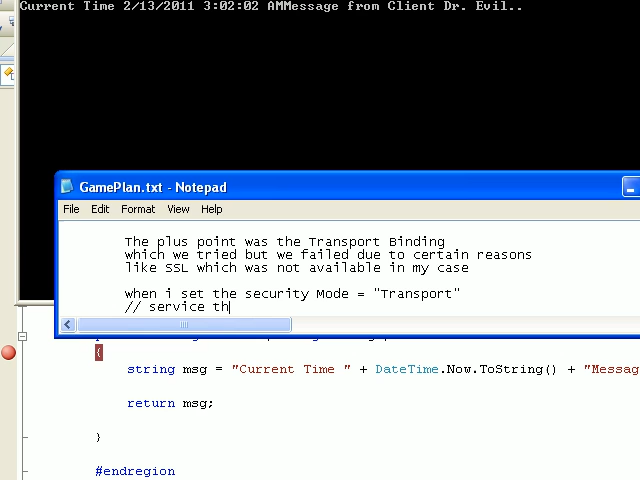 Current Time 2/13/2011 3:02:02 AMMessage from Client Dr. Evil..
GamePlan.txt - Notepad
File Edit Format View Help
The plus point was the Transport Binding
which we tried but we failed due to certain reasons
like SSL which was not available in my case
when i set the security Mode = "Transport"
// service th
{
string msg = "Current Time " + DateTime.Now.ToString() + "Messag
return msg;
}
#endregion